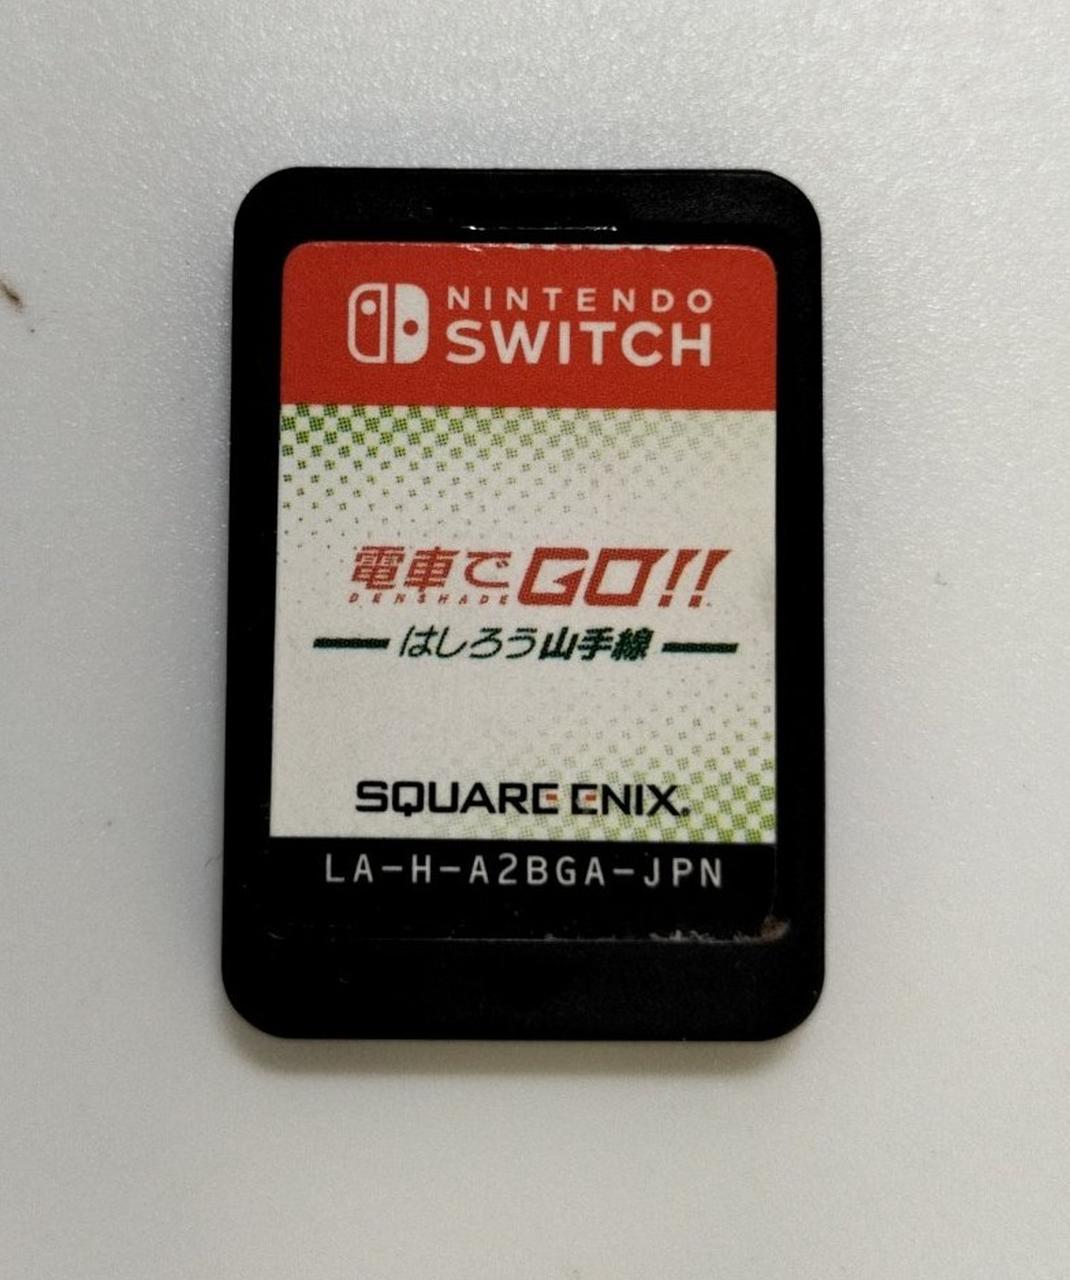 NINTENDO
SWITCH
電車でGO!!
DENSHADE
はしろう山手線
SQUARE ENIX.
LA-H-A2BGA-JPN